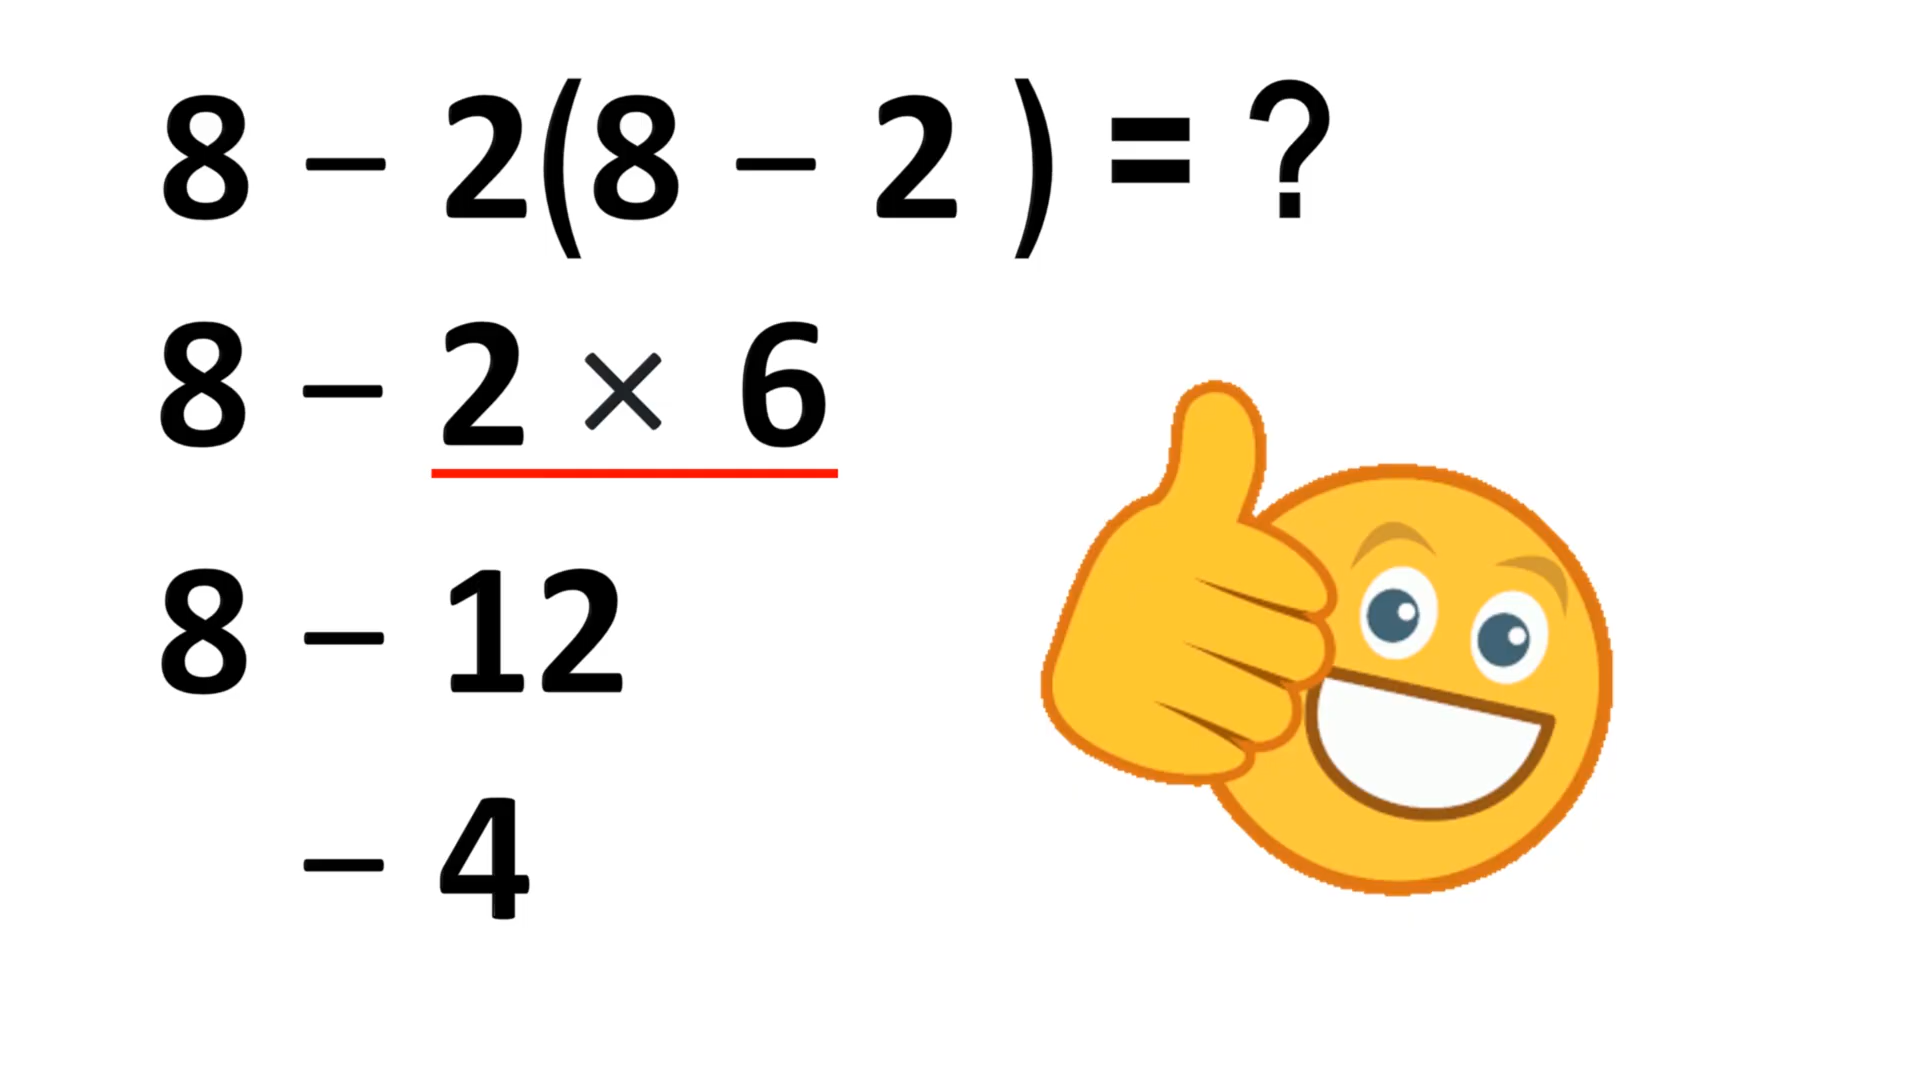 8 – 2(8 – 2 ) = ?
8 – 2 × 6
8 – 12
– 4